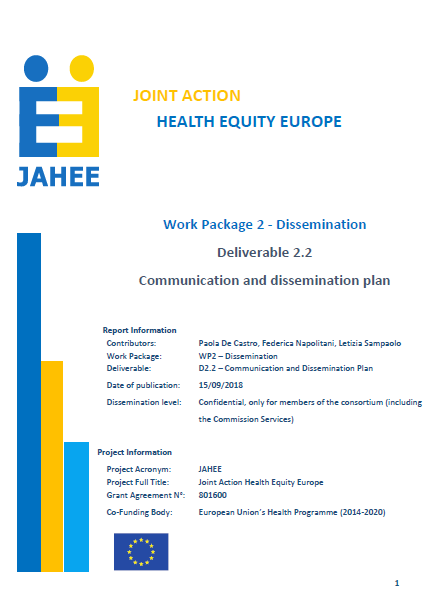 JOINT ACTION
HEALTH EQUITY EUROPE
JAHEE
Work Package 2 - Dissemination
Deliverable 2.2
Communication and dissemination plan
Report Information
Contributors: Paola De Castro, Federica Napolitani, Letizia Sampaolo
Work Package: WP2 – Dissemination
Deliverable: D2.2 – Communication and Dissemination Plan
Date of publication: 15/09/2018
Dissemination level: Confidential, only for members of the consortium (including
the Commission Services)
Project Information
Project Acronym: JAHEE
Project Full Title: Joint Action Health Equity Europe
Grant Agreement N°: 801600
Co-Funding Body: European Union's Health Programme (2014-2020)
1